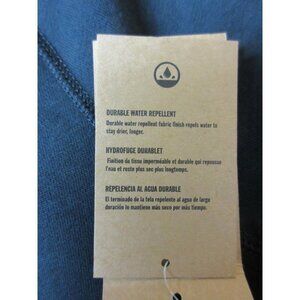 DURABLE WATER REPELLENT
Durable water repellent fabric finish repels water to
stay drier, longer.
HYDROFUGE DURABLET
Finition du tissu imperméable et durable qui repousse
l'eau et reste plus sec plus longtemps.
REPELENCIA AL AGUA DURABLE
El terminado de la tela repelente al agua de larga
duración lo mantiene más seco por más tiempo.